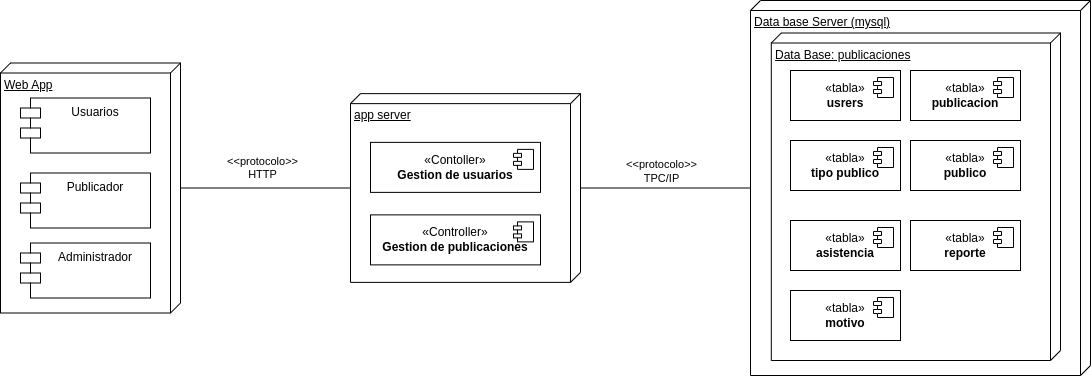 Web App
Usuarios
Publicador
Administrador
<<protocolo>>
HTTP
app server
«Contoller»
Gestion de usuarios
«Controller»
Gestion de publicaciones
<<protocolo>>
TPC/IP
Data base Server (mysql)
Data Base: publicaciones
«tabla»
usrers
«tabla»
publicacion
«tabla»
tipo publico
«tabla»
publico
«tabla»
asistencia
«tabla»
reporte
«tabla»
motivo